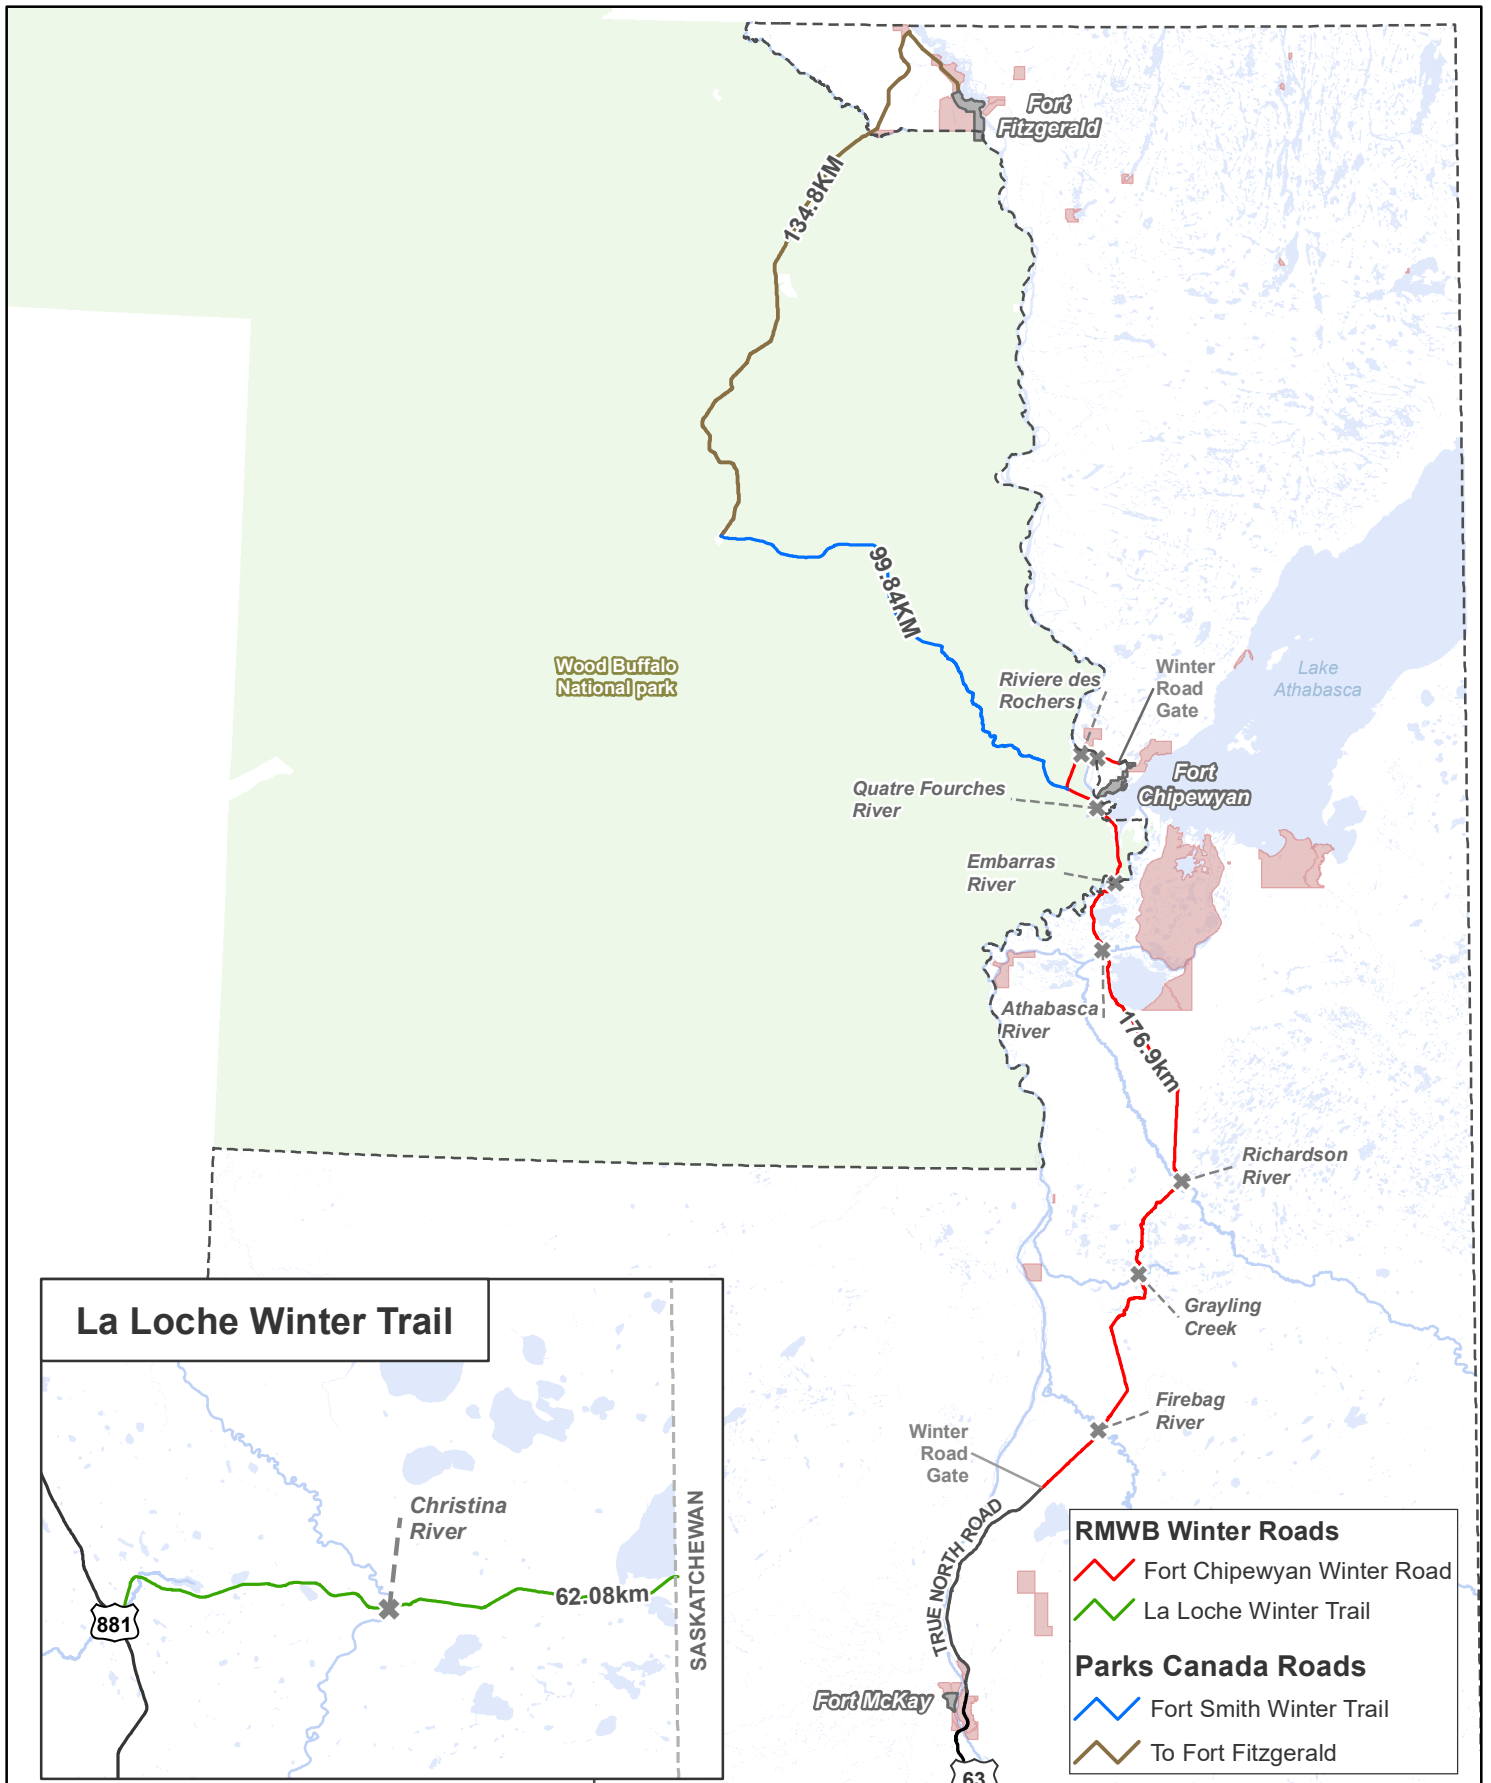 Fort
Fitzgerald
134.8KM
99.84KM
Wood Buffalo
National park
Riviere des
Rochers
Winter
Road
Gate
Lake
Athabasca
Fort
Chipewyan
Quatre Fourches
River
Embarras
River
Athabasca
River
176.9km
Richardson
River
Grayling
Creek
Firebag
River
Winter
Road
Gate
TRUE NORTH ROAD
Fort McKay
63
La Loche Winter Trail
Christina
River
62.08km
881
SASKATCHEWAN
RMWB Winter Roads
Fort Chipewyan Winter Road
La Loche Winter Trail
Parks Canada Roads
Fort Smith Winter Trail
To Fort Fitzgerald